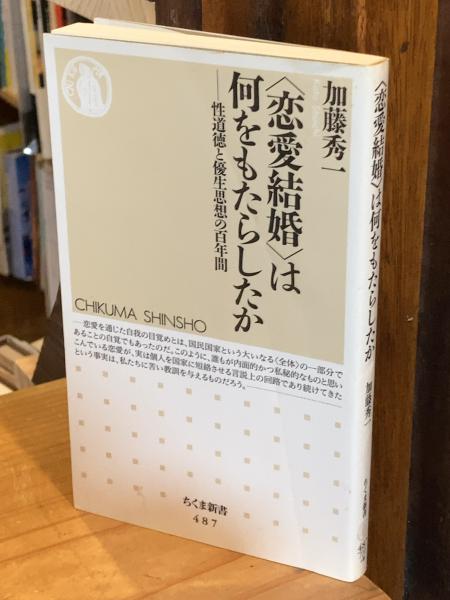 加藤秀一
〈恋愛結婚〉は
何をもたらしたか
──性道徳と優生思想の百年間
CHIKUMA SHINSHO
──恋愛を通じた自我の目覚めとは、国民国家という大いなる〈全体〉の一部分で
あることの自覚でもあったのだ。このように、誰もが内面的かつ私秘的なものと思い
こんでいる恋愛が、実は個人を国家に短絡させる言説上の回路であり続けてきた
という事実は、私たちに苦い教訓を与えるものだろう。──
ちくま新書
487
〈恋愛結婚〉は何をもたらしたか
加藤秀一
ちくま新書